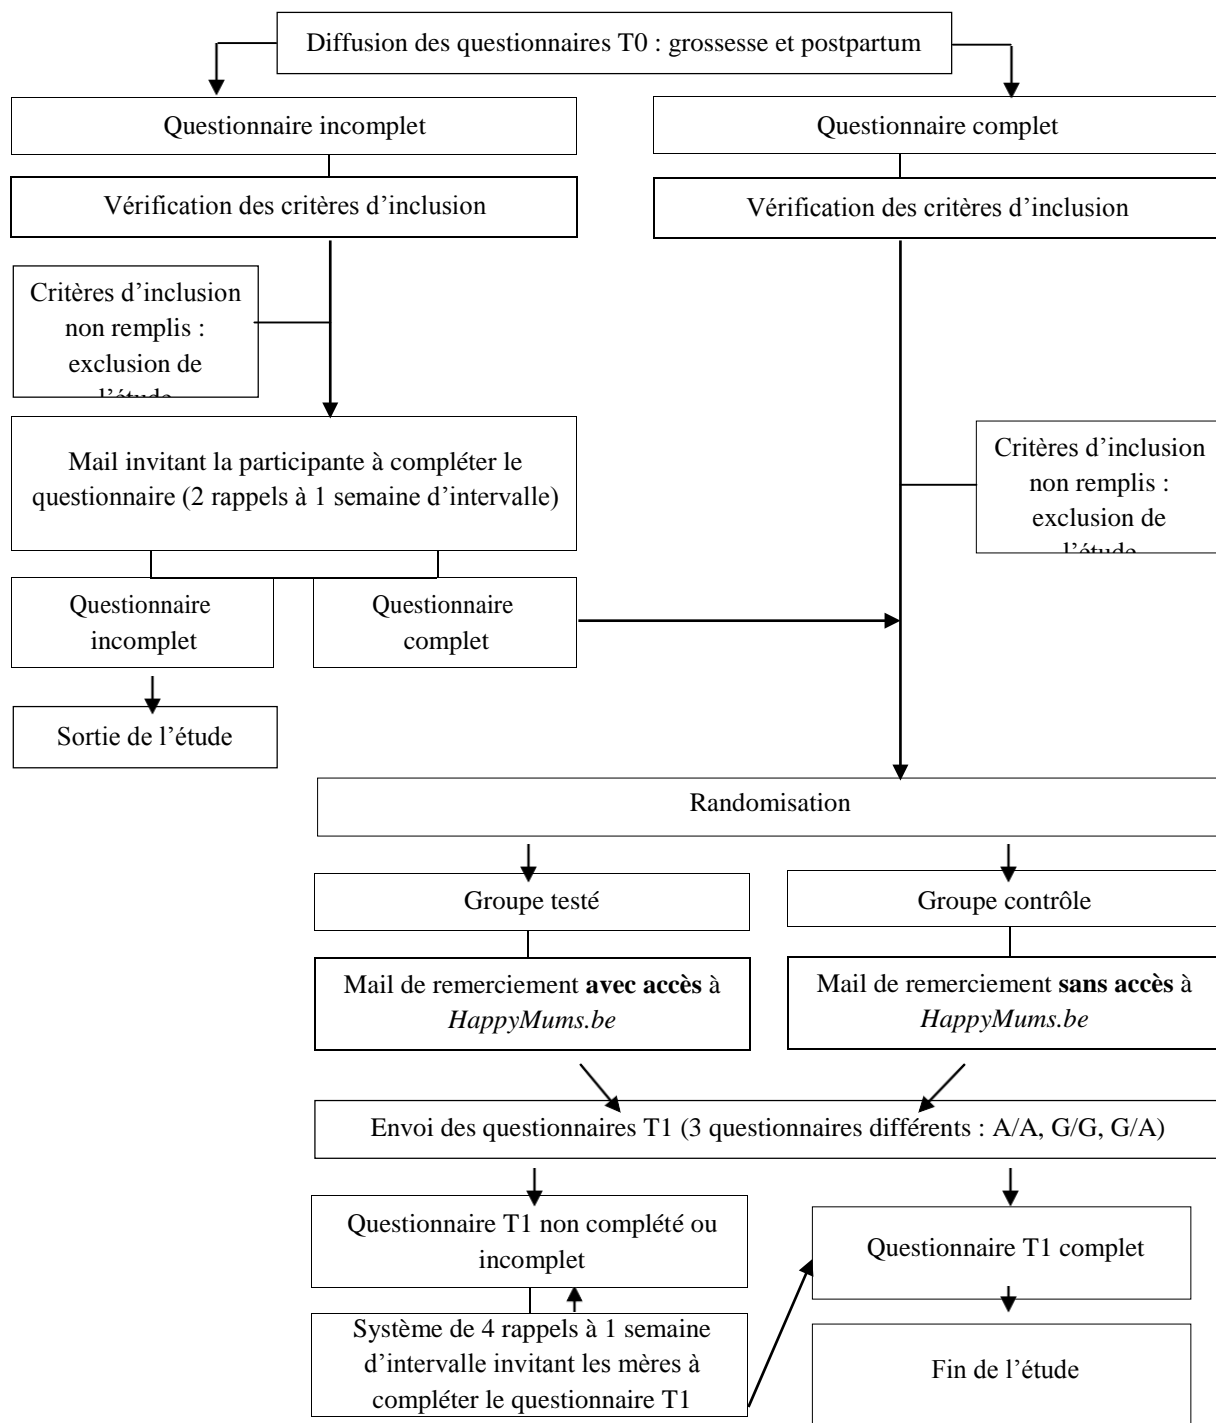 Diffusion des questionnaires T0 : grossesse et postpartum
Questionnaire incomplet
Questionnaire complet
Vérification des critères d’inclusion
Vérification des critères d’inclusion
Critères d’inclusion
non remplis :
exclusion de
l’étude
Mail invitant la participante à compléter le
questionnaire (2 rappels à 1 semaine d’intervalle)
Critères d’inclusion
non remplis :
exclusion de
l’étude
Questionnaire
incomplet
Questionnaire
complet
Sortie de l’étude
Randomisation
Groupe testé
Groupe contrôle
Mail de remerciement avec accès à
HappyMums.be
Mail de remerciement sans accès à
HappyMums.be
Envoi des questionnaires T1 (3 questionnaires différents : A/A, G/G, G/A)
Questionnaire T1 non complété ou
incomplet
Questionnaire T1 complet
Système de 4 rappels à 1 semaine
d’intervalle invitant les mères à
compléter le questionnaire T1
Fin de l’étude